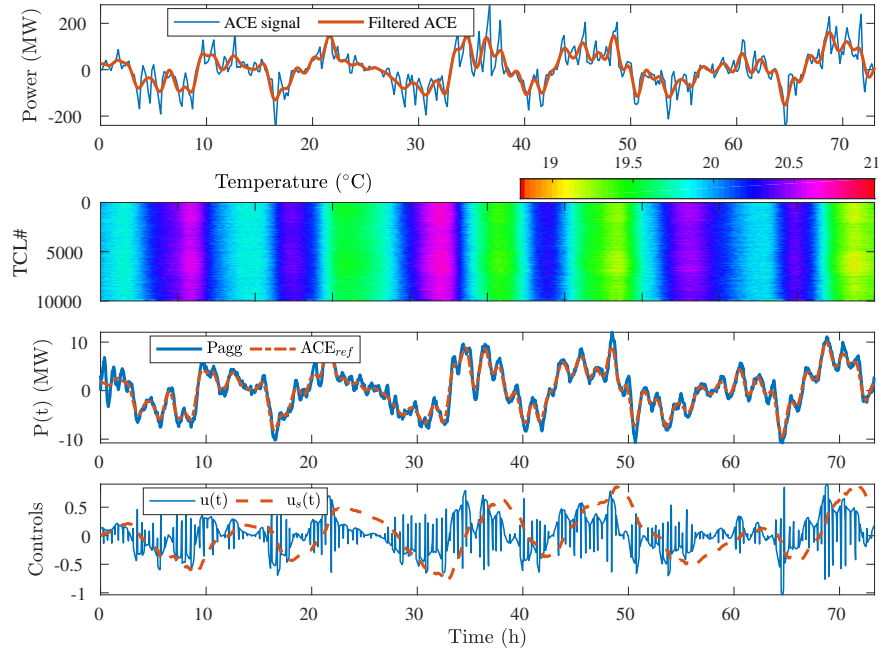 ACE signal Filtered ACE
Power (MW)
200
0
-200
0 10 20 30 40 50 60 70
19 19.5 20 20.5 21
Temperature (°C)
TCL#
0
5000
10000
Pagg ACEref
P(t) (MW)
10
0
-10
0 10 20 30 40 50 60 70
u(t) us(t)
Controls
0.5
0
-0.5
-1
0 10 20 30 40 50 60 70
Time (h)